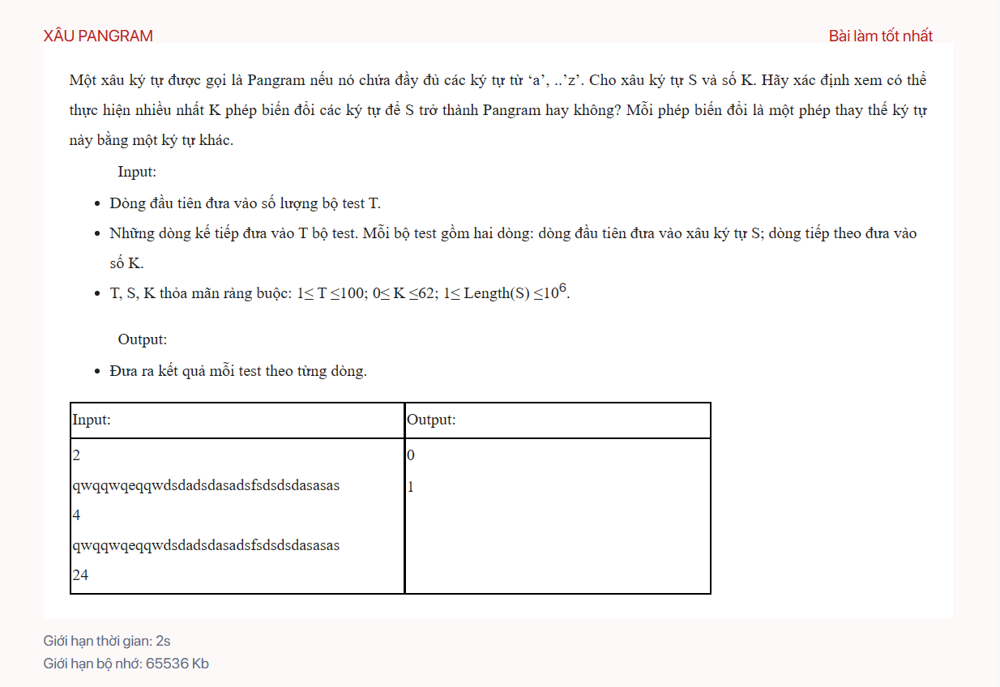 XÂU PANGRAM
Bài làm tốt nhất
Một xâu ký tự được gọi là Pangram nếu nó chứa đầy đủ các ký tự từ ‘a’, ..’z’. Cho xâu ký tự S và số K. Hãy xác định xem có thể
thực hiện nhiều nhất K phép biến đổi các ký tự để S trở thành Pangram hay không? Mỗi phép biến đổi là một phép thay thế ký tự
này bằng một ký tự khác.
Input:
• Dòng đầu tiên đưa vào số lượng bộ test T.
• Những dòng kế tiếp đưa vào T bộ test. Mỗi bộ test gồm hai dòng: dòng đầu tiên đưa vào xâu ký tự S; dòng tiếp theo đưa vào
số K.
• T, S, K thỏa mãn ràng buộc: 1≤ T ≤100; 0≤ K ≤62; 1≤ Length(S) ≤10⁶.
Output:
• Đưa ra kết quả mỗi test theo từng dòng.
Input:
Output:
2
qwqqwqeqqwdsdadsdasadsfsdsdsdasasas
4
qwqqwqeqqwdsdadsdasadsfsdsdsdasasas
24
0
1
Giới hạn thời gian: 2s
Giới hạn bộ nhớ: 65536 Kb